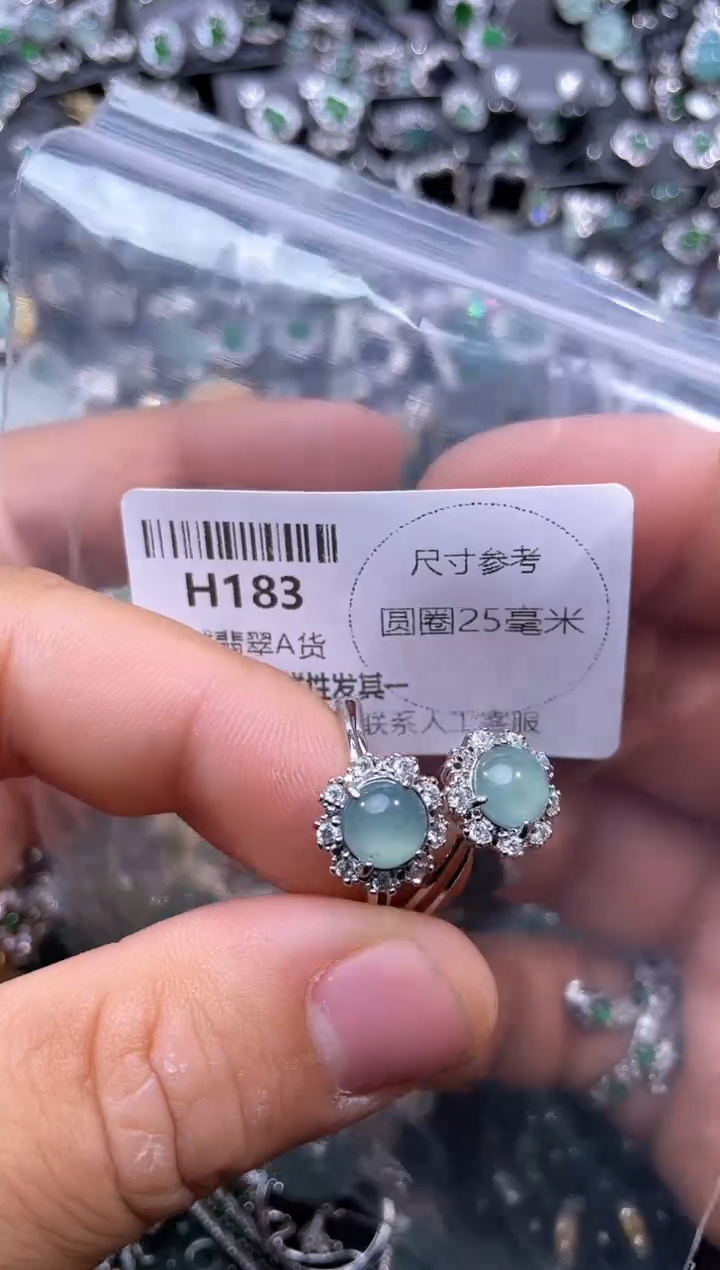 H183
翡翠A货
性发其一
联系人工客服
尺寸参考
圆圈25毫米